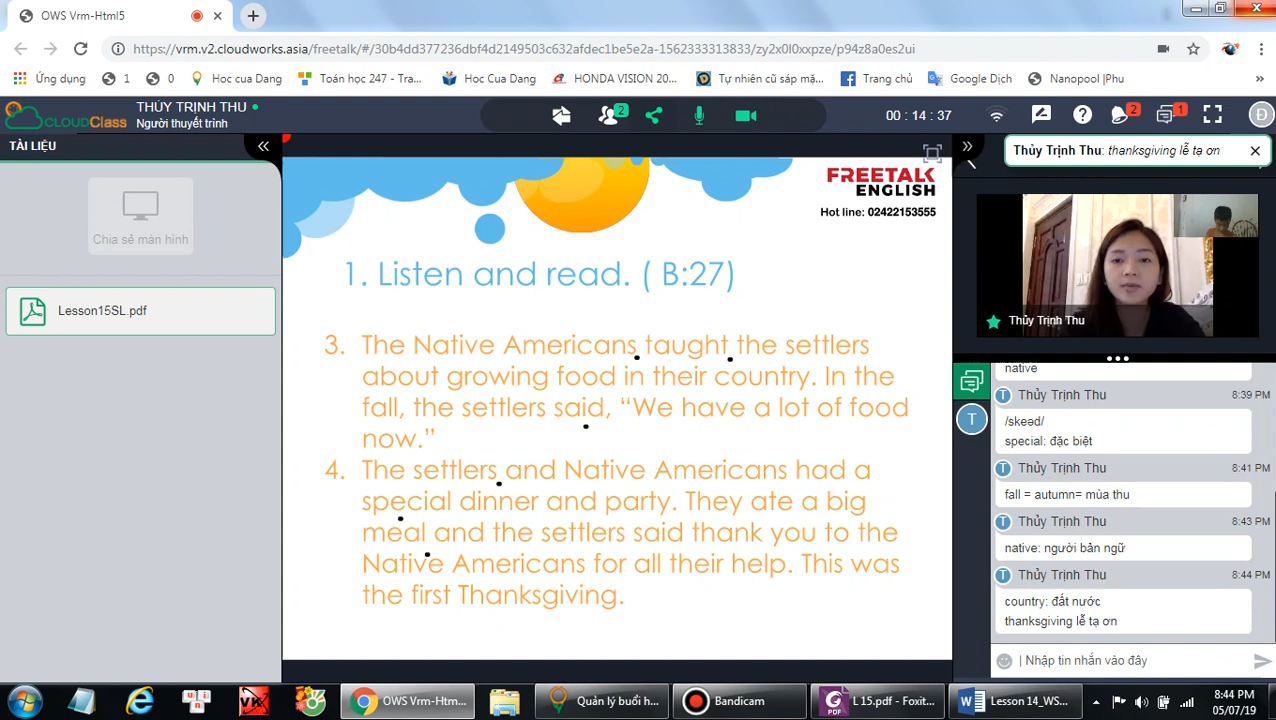 OWS Vrm-Html5
https://vrm.v2.cloudworks.asia/freetalk/#/30b4dd377236dbf4d2149503c632afdec1be5e2a-1562333313833/zy2x0l0xxpze/p94z8a0es2ui
Ứng dụng 1 0 Hoc cua Dang Toán học 247 - Tra... Học Cua Dang HONDA VISION 20... Tự nhiên cũ sáp mặ... Trang chủ Google Dịch Nanopool |Phu »
CLOUDClass
THỦY TRỊNH THU
Người thuyết trình
2
00 : 14 : 37
2
1
Đ
TÀI LIỆU
Chia sẻ màn hình
Lesson15SL.pdf
FREETALK
ENGLISH
Hot line: 02422153555
1. Listen and read. ( B:27)
3. The Native Americans taught the settlers
about growing food in their country. In the
fall, the settlers said, “We have a lot of food
now.”
4. The settlers and Native Americans had a
special dinner and party. They ate a big
meal and the settlers said thank you to the
Native Americans for all their help. This was
the first Thanksgiving.
Thủy Trịnh Thu: thanksgiving lễ tạ ơn
Thủy Trịnh Thu
native
T Thủy Trịnh Thu 8:39 PM
/skeəd/
special: đặc biệt
T Thủy Trịnh Thu 8:41 PM
fall = autumn= mùa thu
T Thủy Trịnh Thu 8:43 PM
native: người bản ngữ
T Thủy Trịnh Thu 8:44 PM
country: đất nước
thanksgiving lễ tạ ơn
T
Nhập tin nhắn vào đây
OWS Vrm-Htm... Quản lý buổi h... Bandicam L 15.pdf - Foxit... Lesson 14_WS...
8:44 PM
05/07/19